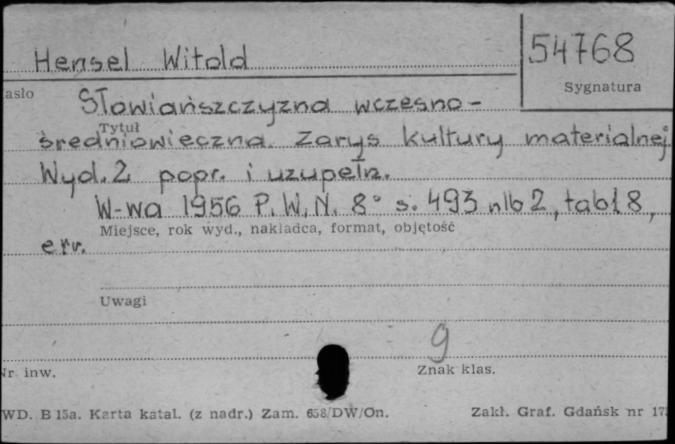 Hensel Witold
54768
asło
Sygnatura
Słowiańszczyzna wczesno-
Tytuł
średniowieczna. Zarys kultury materialnej
Wyd. 2 popr. i uzupełn.
W-wa 1956 P.W.N. 8° s. 493 nlb 2, tabl 8,
Miejsce, rok wyd., nakładca, format, objętość
err.
Uwagi
9
Nr inw.
Znak klas.
WD. B 15a. Karta katal. (z nadr.) Zam. 658/DW/On.
Zakł. Graf. Gdańsk nr 17